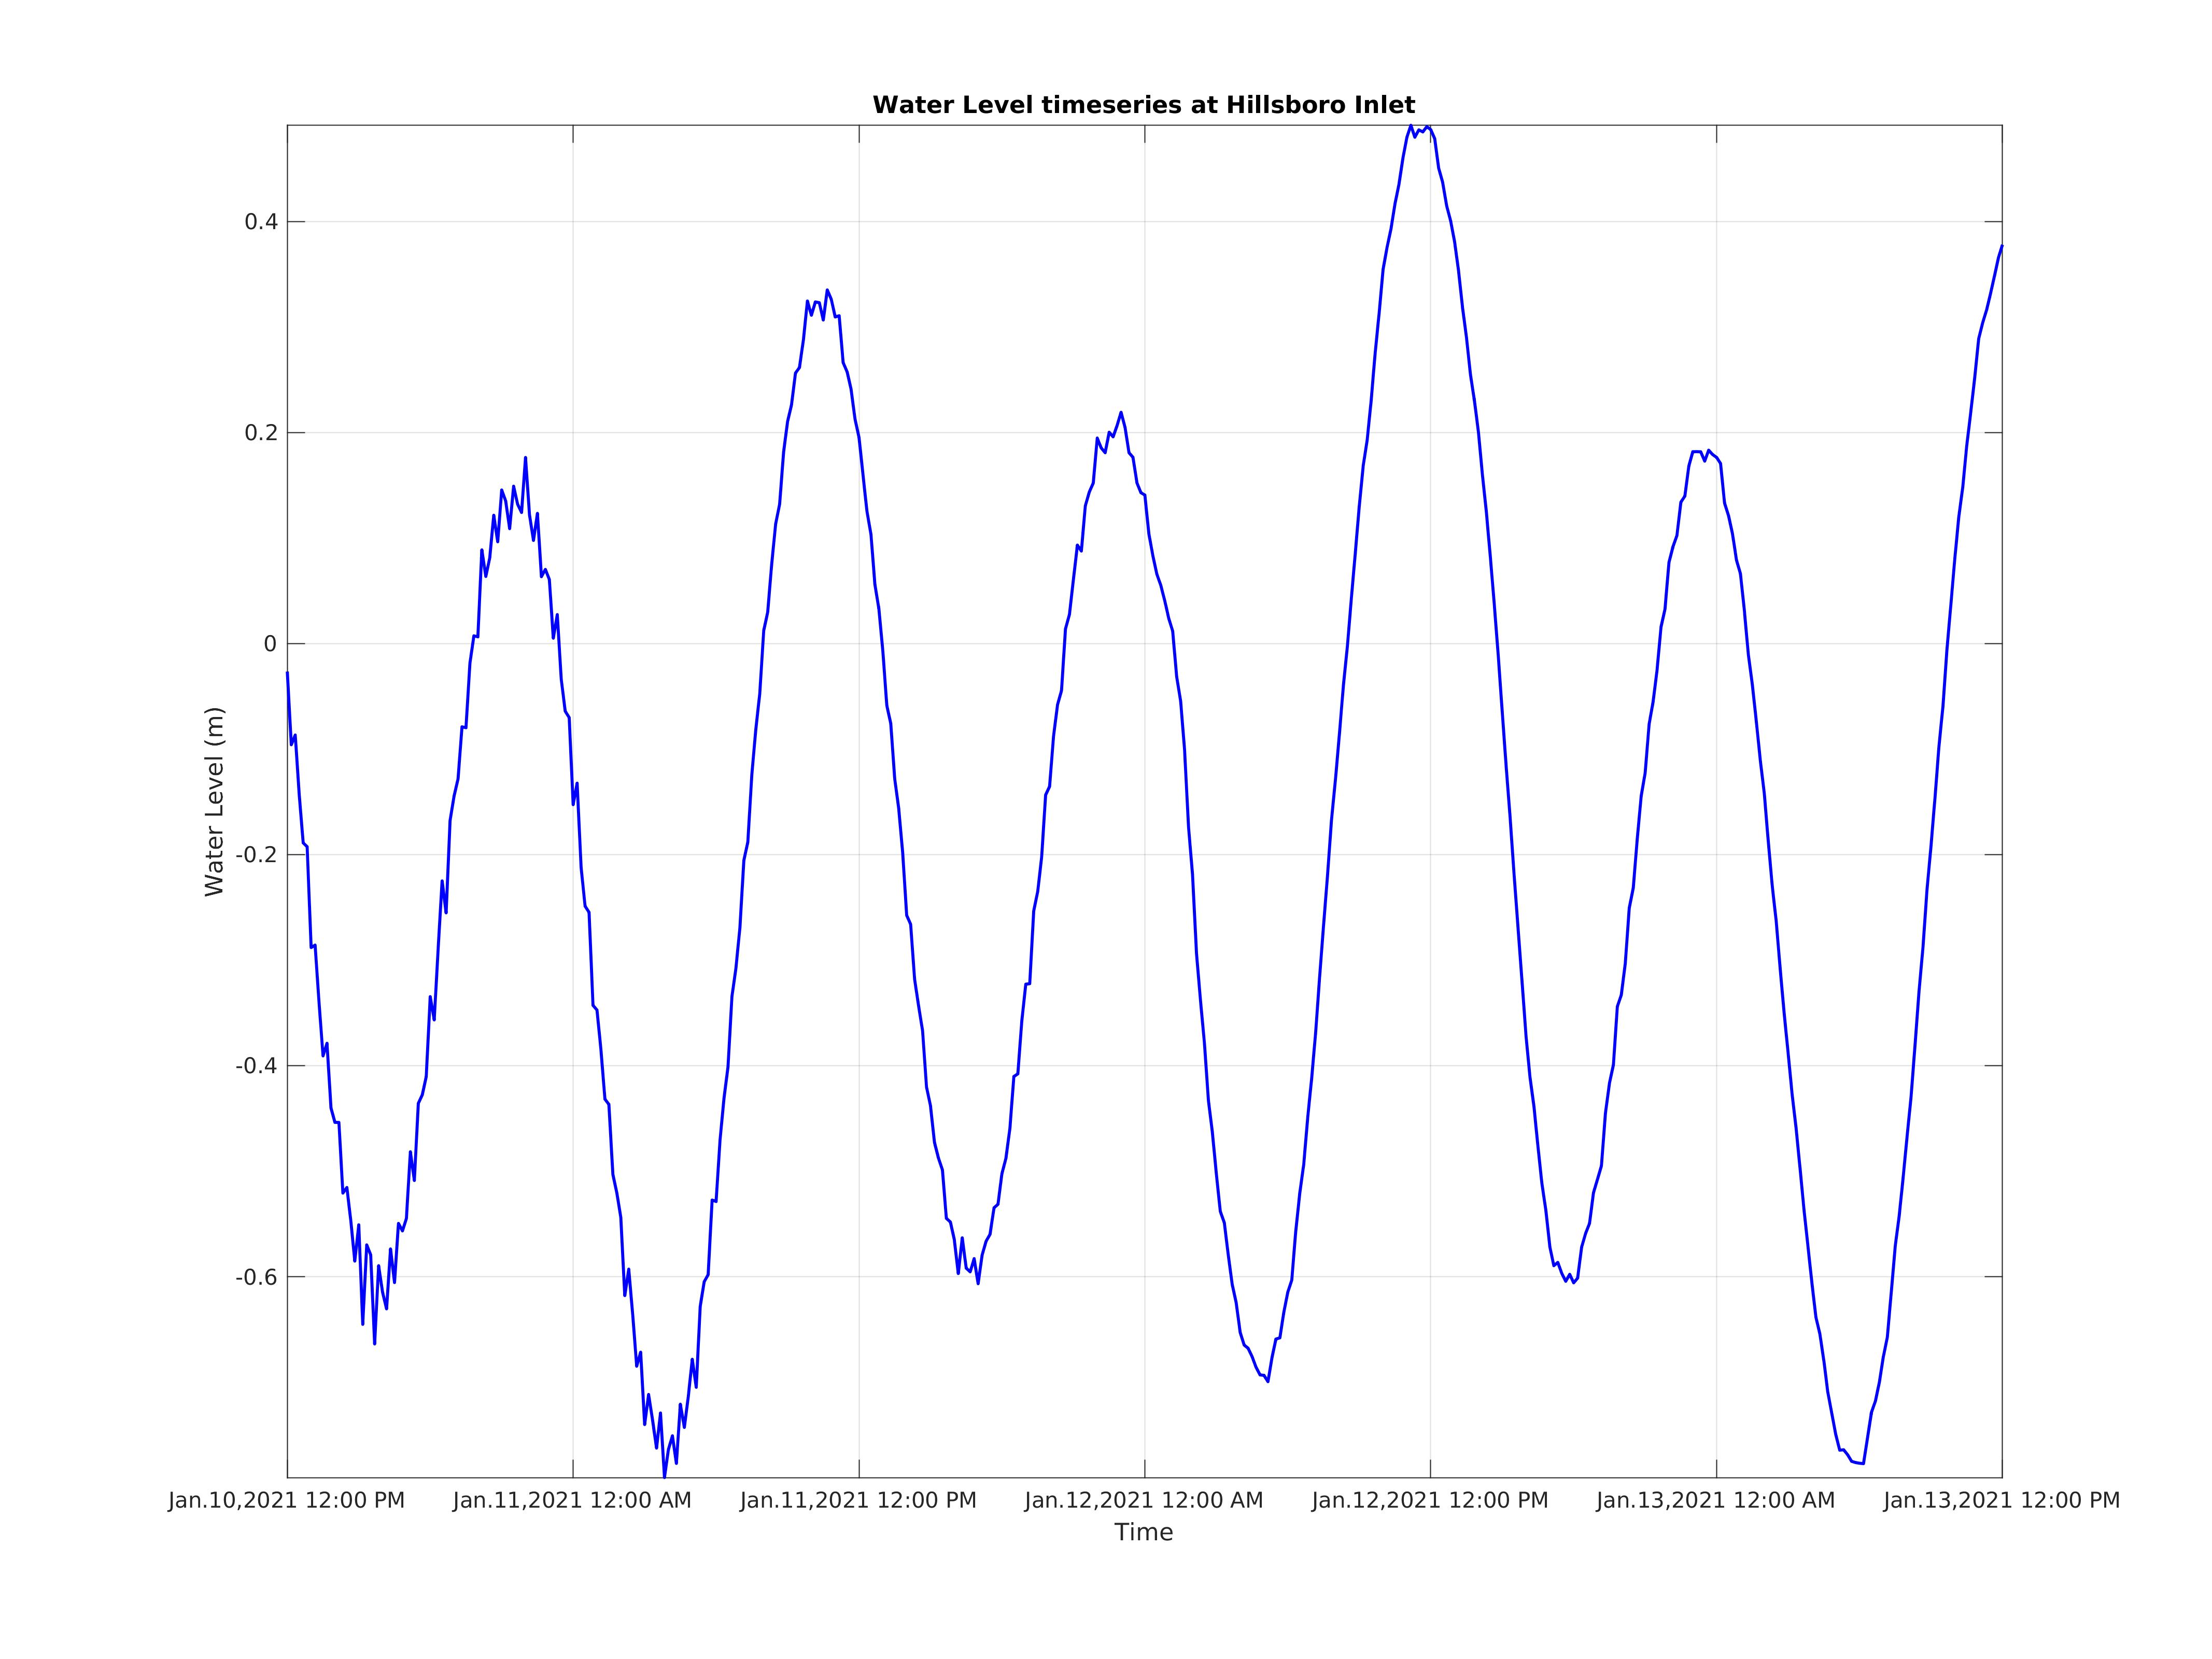 Water Level timeseries at Hillsboro Inlet
0.4
0.2
0
-0.2
-0.4
-0.6
Water Level (m)
Jan.10,2021 12:00 PM
Jan.11,2021 12:00 AM
Jan.11,2021 12:00 PM
Jan.12,2021 12:00 AM
Jan.12,2021 12:00 PM
Jan.13,2021 12:00 AM
Jan.13,2021 12:00 PM
Time